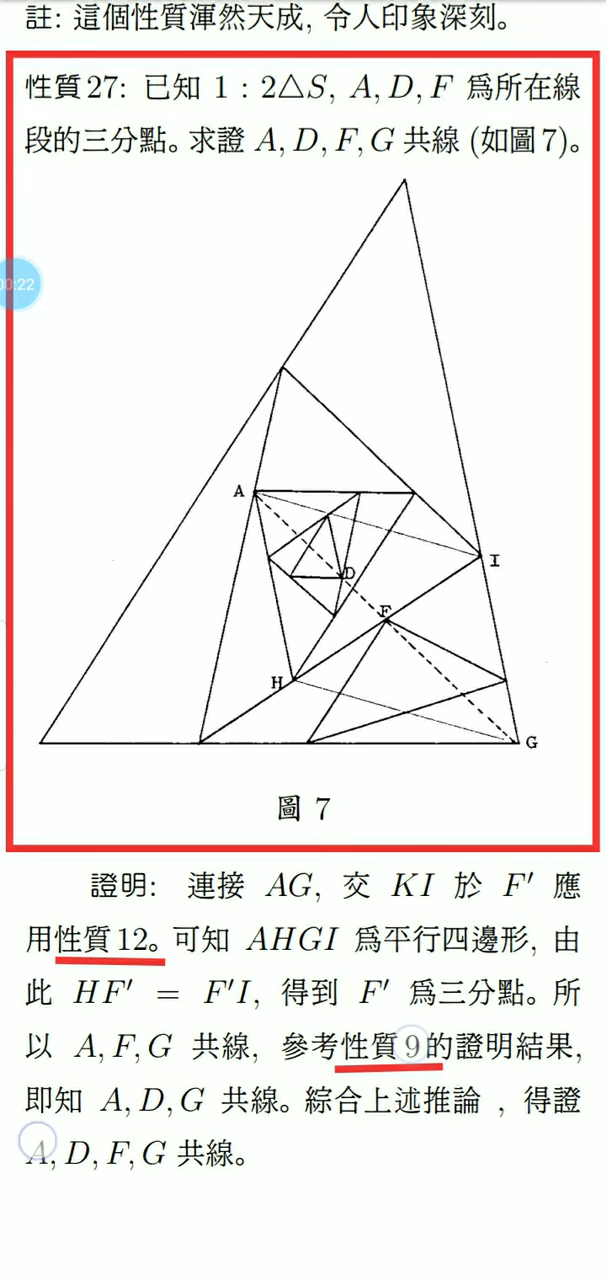 註: 這個性質渾然天成, 令人印象深刻。
性質27: 已知 1 : 2△S, A, D, F 爲所在線
段的三分點。求證 A, D, F, G 共線 (如圖7)。
00:22
A
I
D
F
H
G
圖 7
證明: 連接 AG, 交 KI 於 F′ 應
用性質12。可知 AHGI 爲平行四邊形, 由
此 HF′ = F′I, 得到 F′ 爲三分點。所
以 A, F, G 共線, 參考性質9的證明結果,
即知 A, D, G 共線。綜合上述推論 , 得證
A, D, F, G 共線。